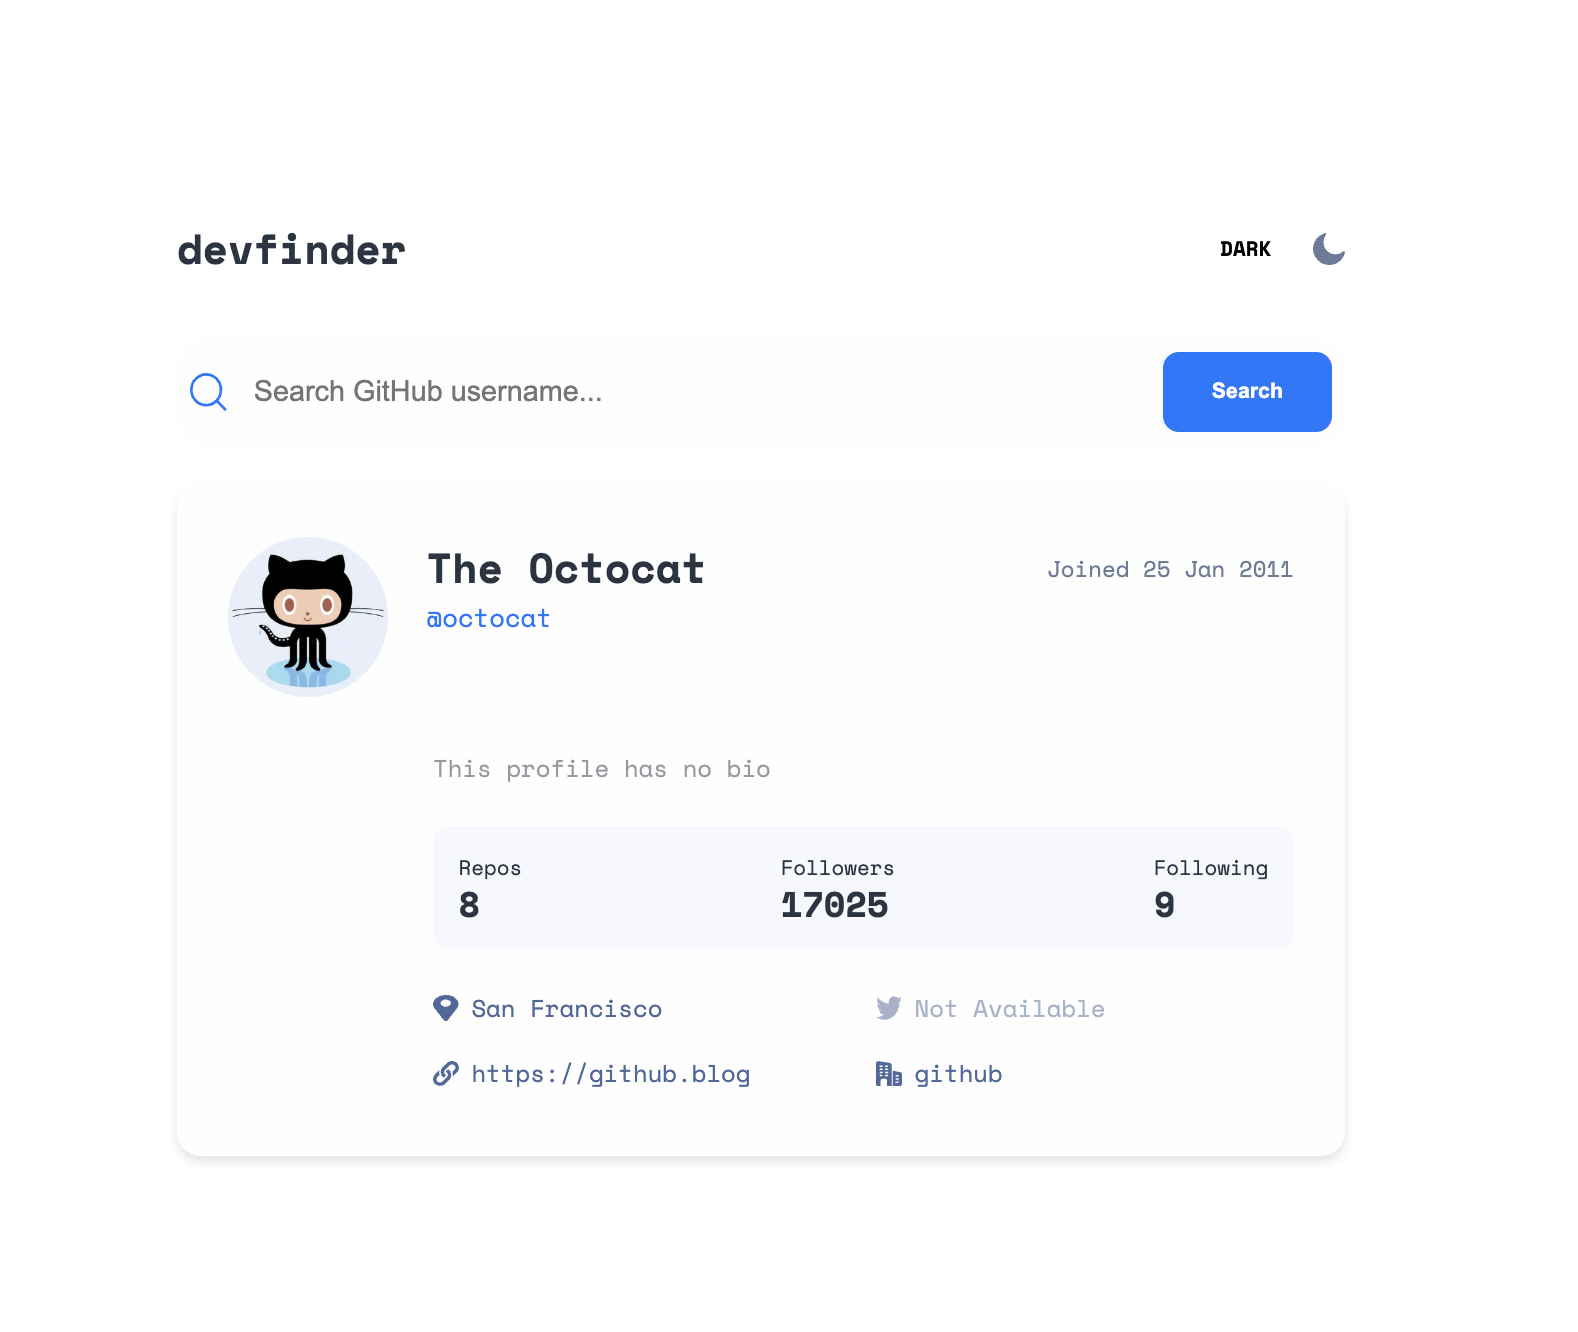 devfinder
DARK
Search GitHub username...
Search
The Octocat
Joined 25 Jan 2011
@octocat
This profile has no bio
Repos
Followers
Following
8
17025
9
San Francisco
Not Available
https://github.blog
github